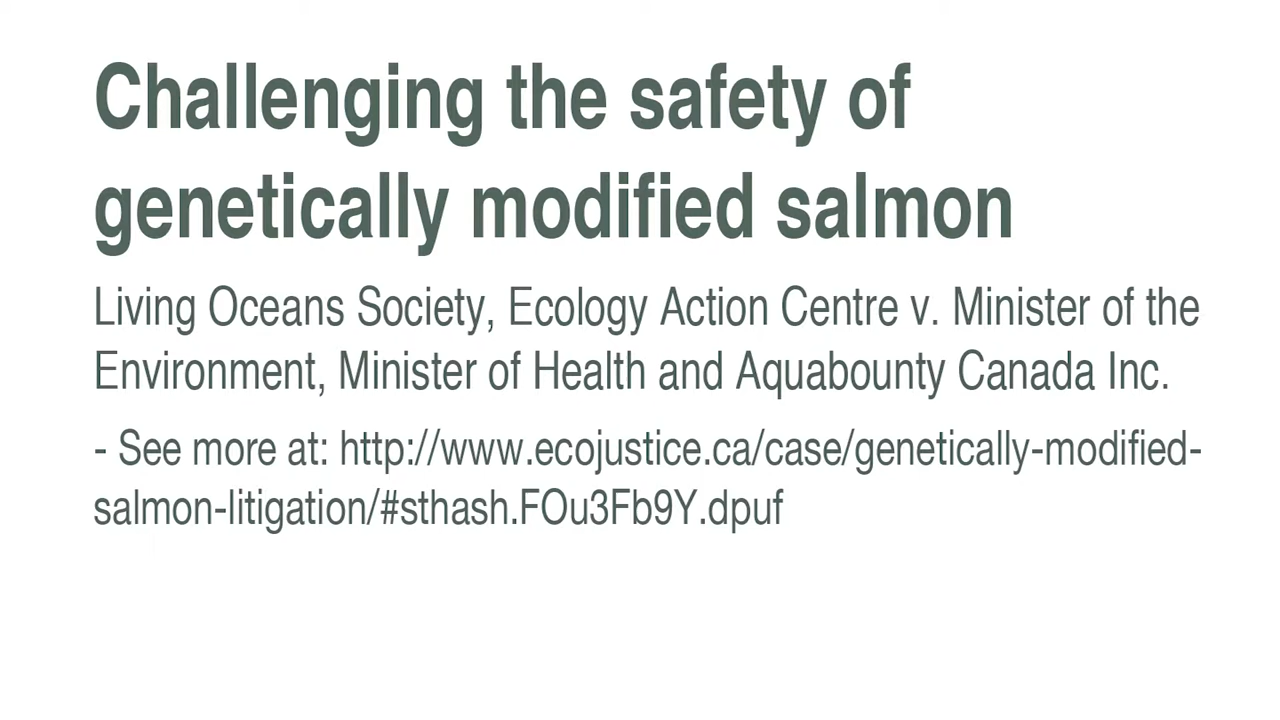 Challenging the safety of
genetically modified salmon
Living Oceans Society, Ecology Action Centre v. Minister of the
Environment, Minister of Health and Aquabounty Canada Inc.
- See more at: http://www.ecojustice.ca/case/genetically-modified-
salmon-litigation/#sthash.FOu3Fb9Y.dpuf